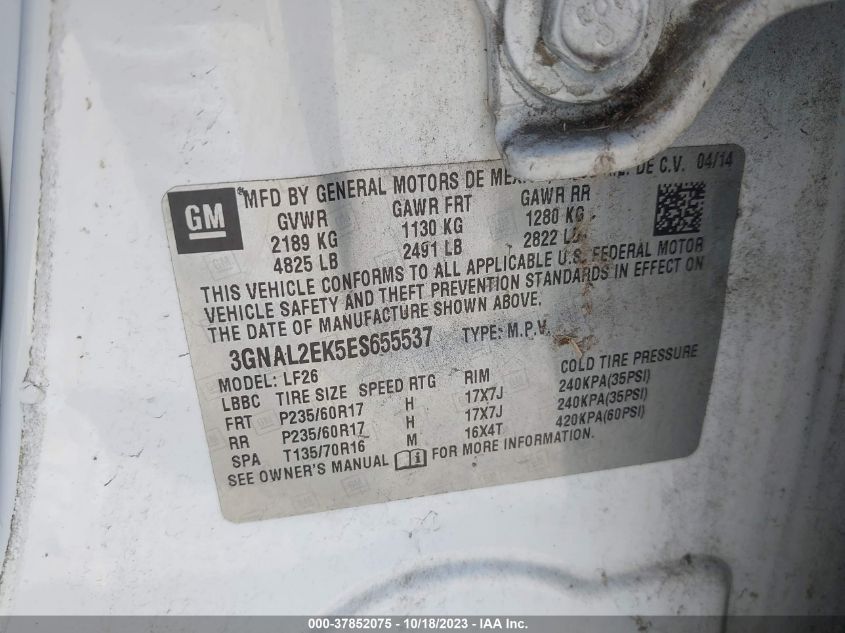 GM
MFD BY GENERAL MOTORS DE DE C.V. 04/14
GVWR GAWR FRT GAWR RR
2189 KG 1130 KG 1280 KG
4825 LB 2491 LB 2822 LB
THIS VEHICLE CONFORMS TO ALL APPLICABLE U.S. FEDERAL MOTOR
VEHICLE SAFETY AND THEFT PREVENTION STANDARDS IN EFFECT ON
THE DATE OF MANUFACTURE SHOWN ABOVE.
3GNAL2EK5ES655537 TYPE: M.P.V.
MODEL: LF26
LBBC TIRE SIZE SPEED RTG RIM COLD TIRE PRESSURE
FRT P235/60R17 H 17X7J 240KPA(35PSI)
RR P235/60R17 H 17X7J 240KPA(35PSI)
SPA T135/70R16 M 16X4T 420KPA(60PSI)
SEE OWNER'S MANUAL FOR MORE INFORMATION.
000-37852075 - 10/18/2023 - IAA Inc.